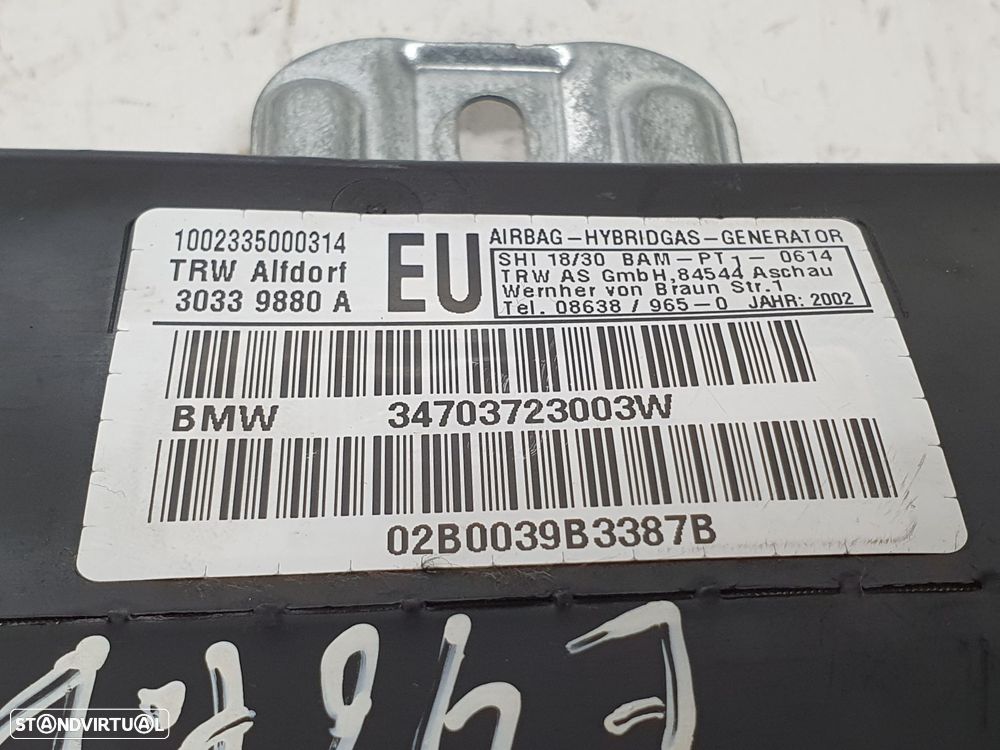 1002335000314
TRW Alfdorf
3033 9880 A
EU
AIRBAG-HYBRIDGAS-GENERATOR
SHI 18/30 BAM-PT1-0614
TRW AS GmbH,84544 Aschau
Wernher von Braun Str.1
Tel. 08638 / 965-0 JAHR: 2002
BMW 34703723003W
02B0039B3387B
STANDVIRTUAL